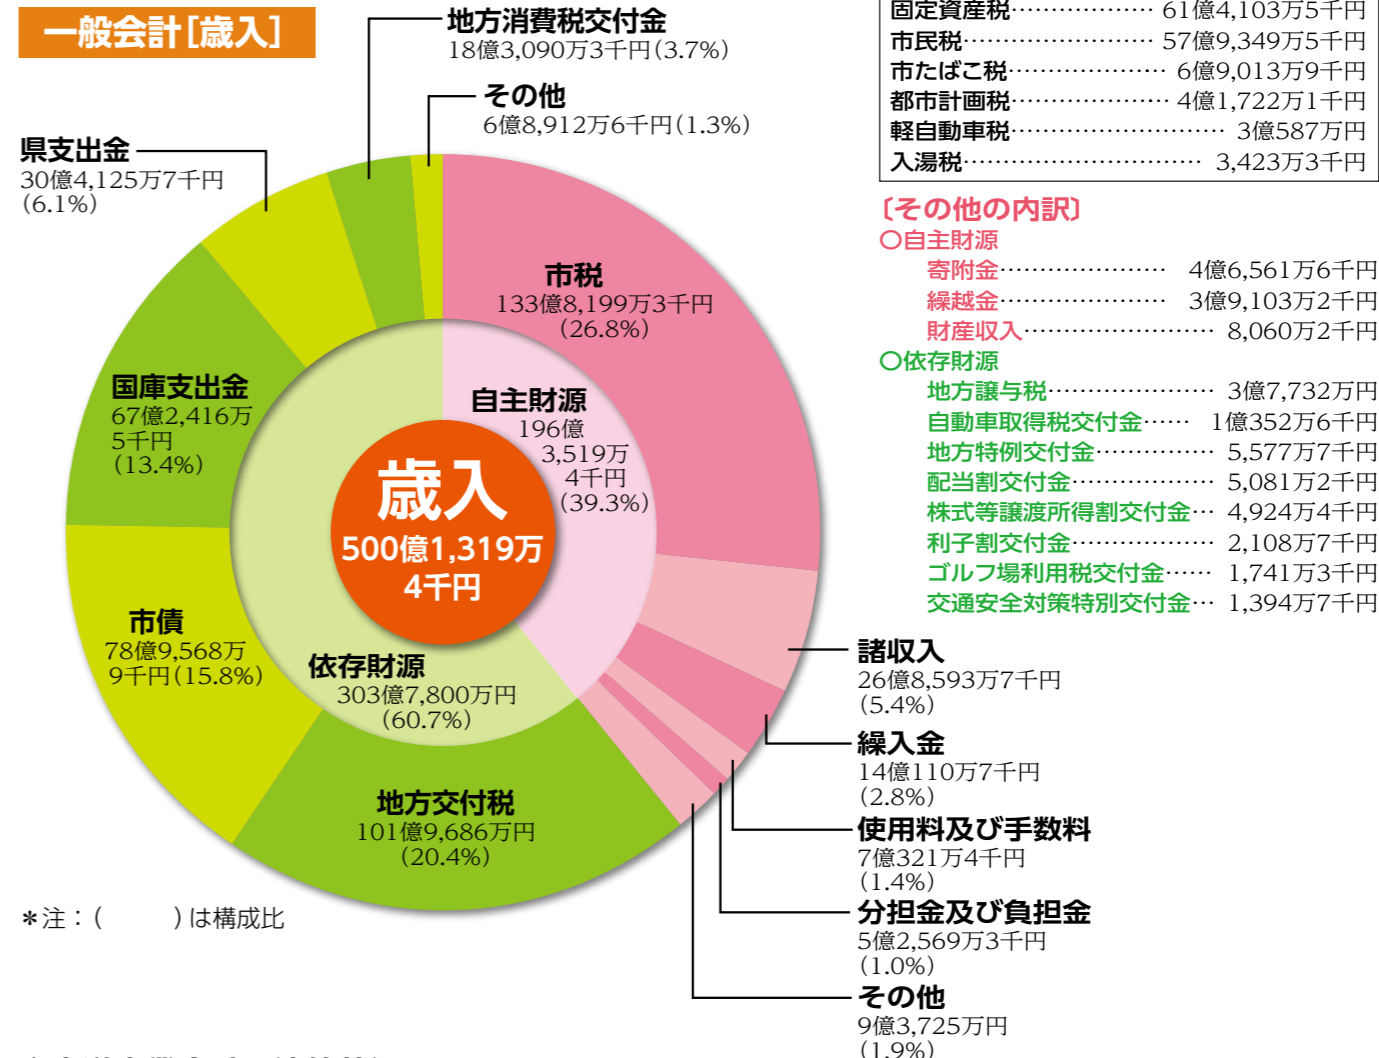 一般会計[歳入]
地方消費税交付金
18億3,090万3千円(3.7%)
その他
6億8,912万6千円(1.3%)
県支出金
30億4,125万7千円
(6.1%)
国庫支出金
67億2,416万
5千円
(13.4%)
市債
78億9,568万
9千円(15.8%)
地方交付税
101億9,686万円
(20.4%)
市税
133億8,199万3千円
(26.8%)
自主財源
196億
3,519万
4千円
(39.3%)
歳入
500億1,319万
4千円
依存財源
303億7,800万円
(60.7%)
*注：(　　)は構成比
固定資産税……………… 61億4,103万5千円
市民税…………………… 57億9,349万5千円
市たばこ税……………… 6億9,013万9千円
都市計画税……………… 4億1,722万1千円
軽自動車税……………………… 3億587万円
入湯税………………………… 3,423万3千円
〔その他の内訳〕
○自主財源
寄附金………………… 4億6,561万6千円
繰越金………………… 3億9,103万2千円
財産収入…………………… 8,060万2千円
○依存財源
地方譲与税………………… 3億7,732万円
自動車取得税交付金…… 1億352万6千円
地方特例交付金…………… 5,577万7千円
配当割交付金……………… 5,081万2千円
株式等譲渡所得割交付金… 4,924万4千円
利子割交付金……………… 2,108万7千円
ゴルフ場利用税交付金…… 1,741万3千円
交通安全対策特別交付金… 1,394万7千円
諸収入
26億8,593万7千円
(5.4%)
繰入金
14億110万7千円
(2.8%)
使用料及び手数料
7億321万4千円
(1.4%)
分担金及び負担金
5億2,569万3千円
(1.0%)
その他
9億3,725万円
(1.9%)